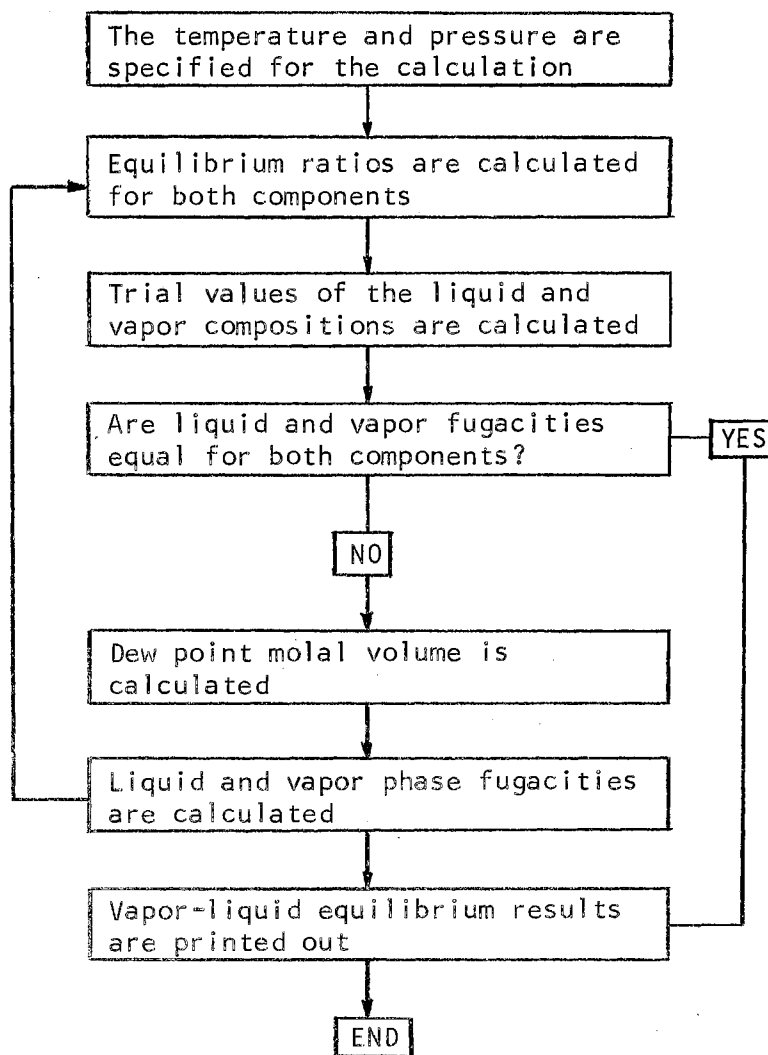 The temperature and pressure are
specified for the calculation
Equilibrium ratios are calculated
for both components
Trial values of the liquid and
vapor compositions are calculated
Are liquid and vapor fugacities
equal for both components?
YES
NO
Dew point molal volume is
calculated
Liquid and vapor phase fugacities
are calculated
Vapor-liquid equilibrium results
are printed out
END